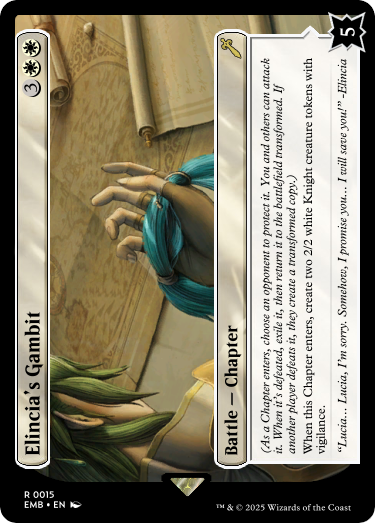 Elincia's Gambit
3
Battle — Chapter
(As a Chapter enters, choose an opponent to protect it. You and others can attack
it. When it's defeated, exile it, then return it to the battlefield transformed. If
another player defeats it, they create a transformed copy.)
When this Chapter enters, create two 2/2 white Knight creature tokens with
vigilance.
"Lucia... Lucia, I'm sorry. Somehow, I promise you... I will save you!" -Elincia
5
R 0015
EMB • EN
™ & © 2025 Wizards of the Coast